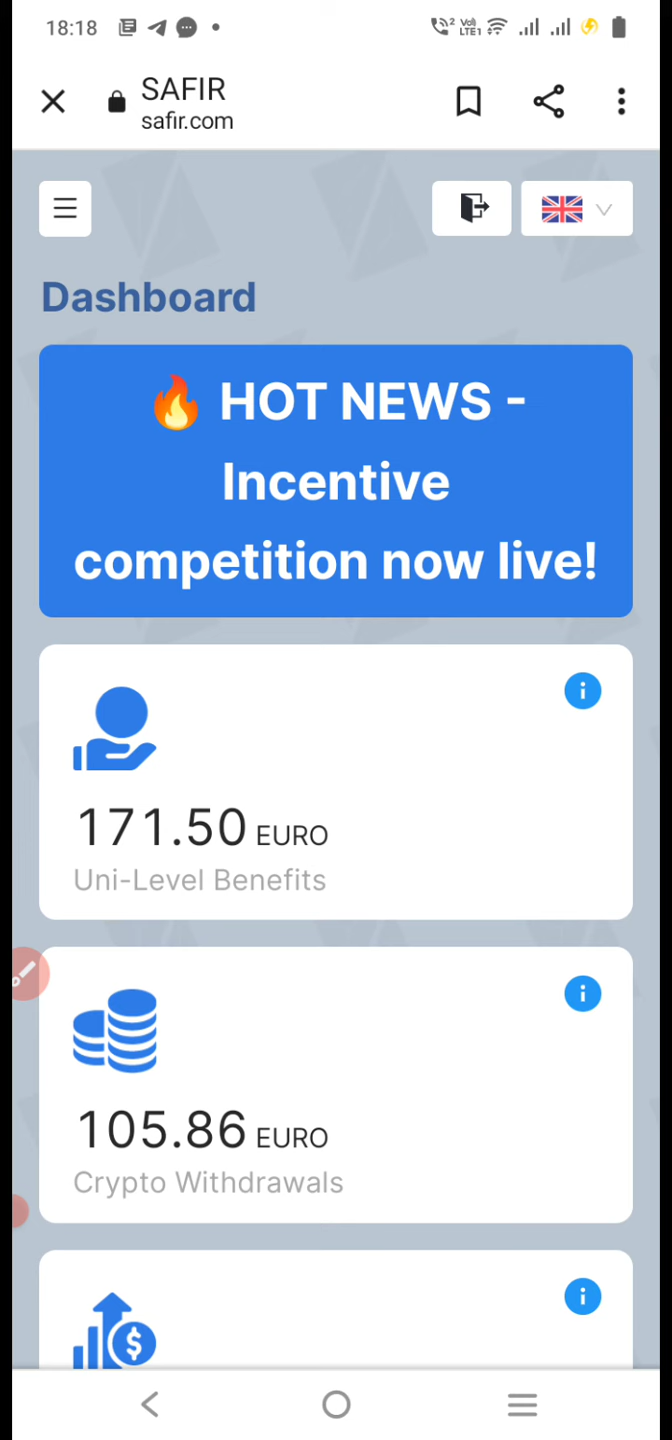 18:18
SAFIR
safir.com
Dashboard
🔥 HOT NEWS -
Incentive
competition now live!
171.50 EURO
Uni-Level Benefits
105.86 EURO
Crypto Withdrawals